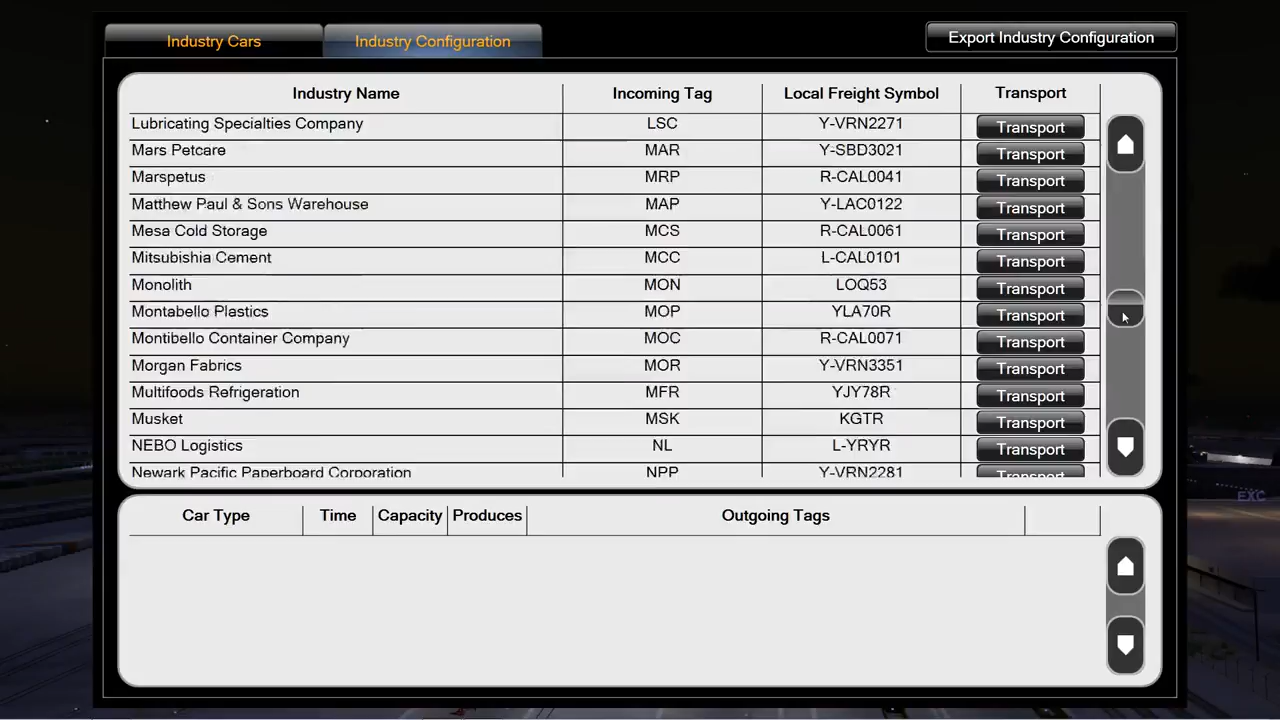 Industry Cars Industry Configuration Export Industry Configuration
Industry Name Incoming Tag Local Freight Symbol Transport
Lubricating Specialties Company LSC Y-VRN2271 Transport
Mars Petcare MAR Y-SBD3021 Transport
Marspetus MRP R-CAL0041 Transport
Matthew Paul & Sons Warehouse MAP Y-LAC0122 Transport
Mesa Cold Storage MCS R-CAL0061 Transport
Mitsubishia Cement MCC L-CAL0101 Transport
Monolith MON LOQ53 Transport
Montabello Plastics MOP YLA70R Transport
Montibello Container Company MOC R-CAL0071 Transport
Morgan Fabrics MOR Y-VRN3351 Transport
Multifoods Refrigeration MFR YJY78R Transport
Musket MSK KGTR Transport
NEBO Logistics NL L-YRYR Transport
Newark Pacific Paperboard Corporation NPP Y-VRN2281 Transport
EXC
Car Type Time Capacity Produces Outgoing Tags